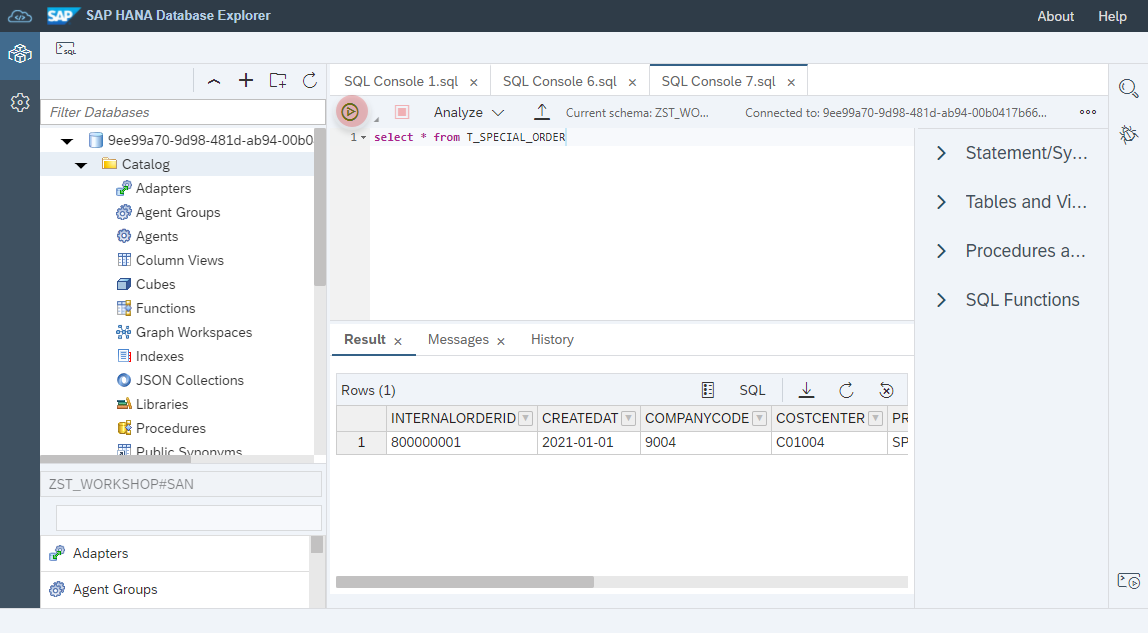 SAP SAP HANA Database Explorer About Help
SQL
SQL Console 1.sql SQL Console 6.sql SQL Console 7.sql
Filter Databases
Analyze Current schema: ZST_WO... Connected to: 9ee99a70-9d98-481d-ab94-00b0417b66...
1 select * from T_SPECIAL_ORDER
9ee99a70-9d98-481d-ab94-00b0
Catalog
Adapters
Agent Groups
Agents
Column Views
Cubes
Functions
Graph Workspaces
Indexes
JSON Collections
Libraries
Procedures
Public Synonyms
ZST_WORKSHOP#SAN
Adapters
Agent Groups
Statement/Sy...
Tables and Vi...
Procedures a...
SQL Functions
Result Messages History
Rows (1) SQL
INTERNALORDERID CREATEDAT COMPANYCODE COSTCENTER PR
1 800000001 2021-01-01 9004 C01004 SP